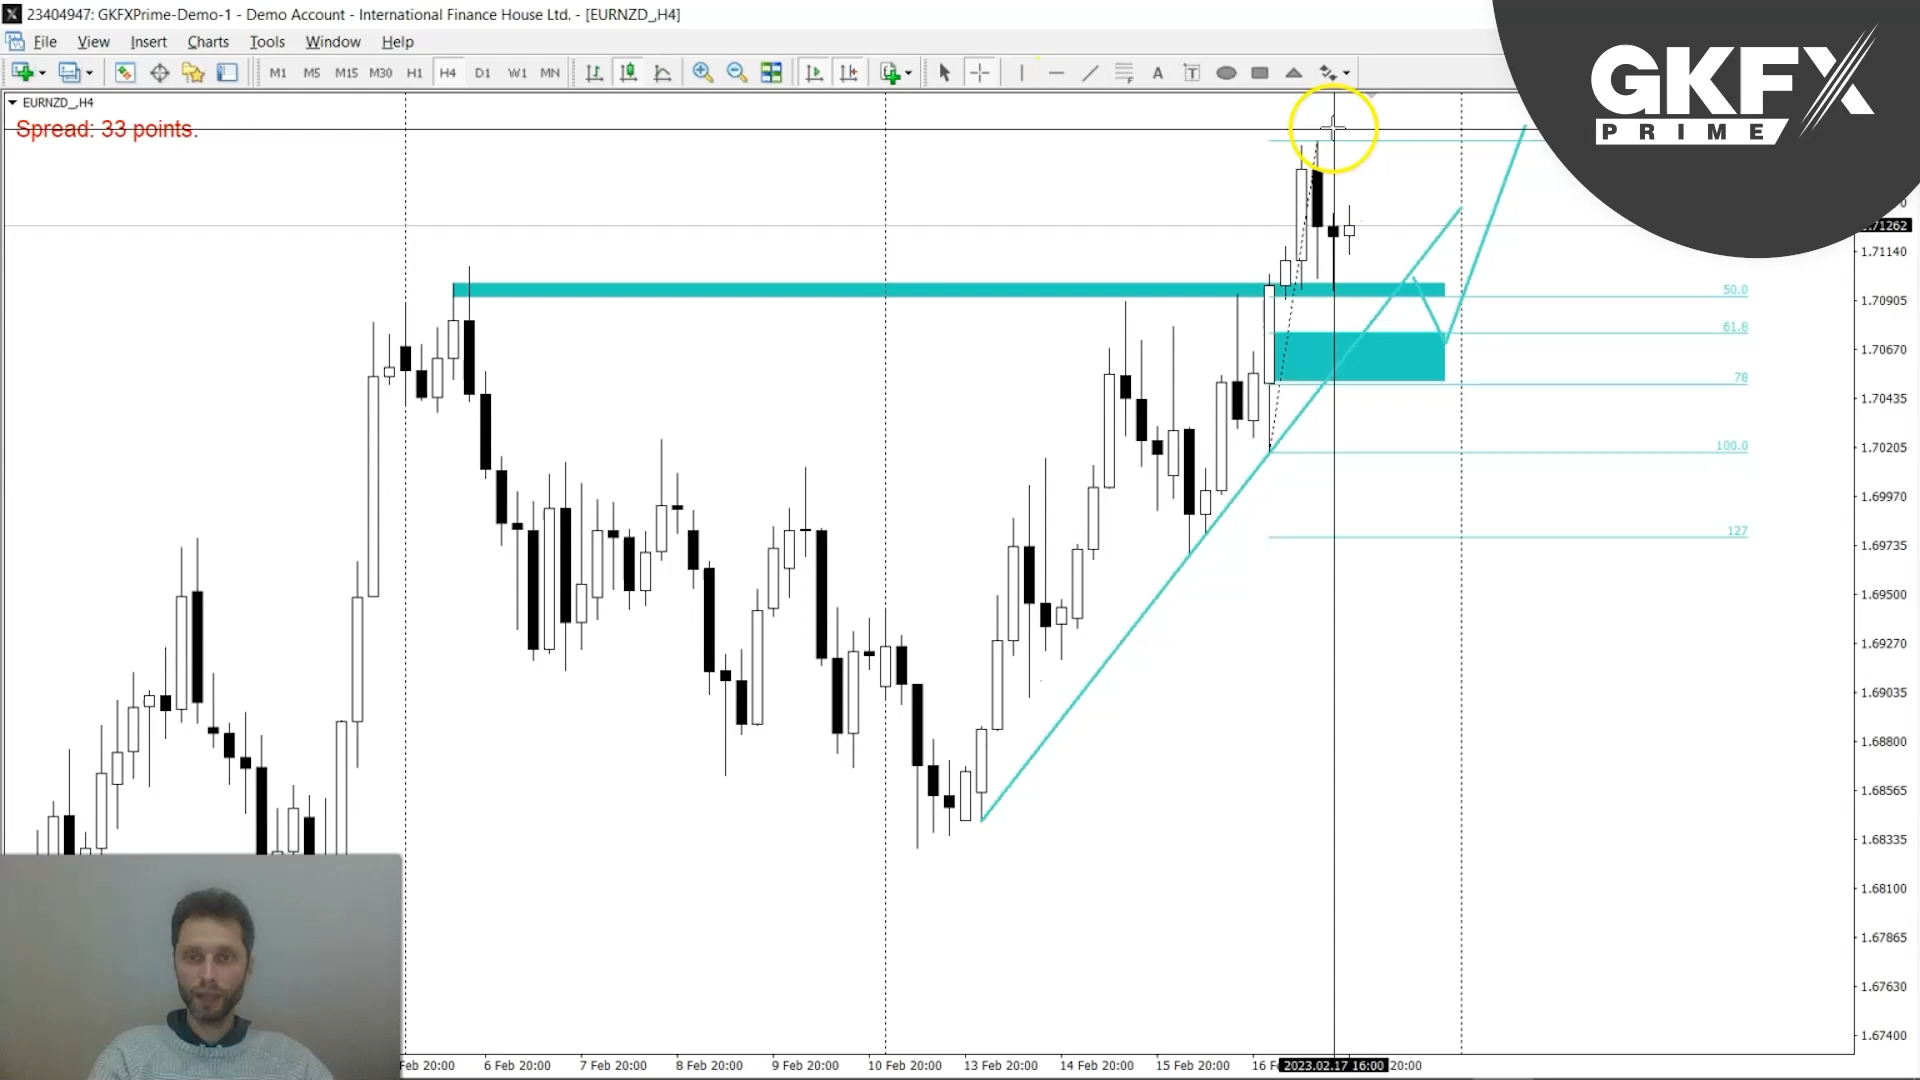 23404947: GKFXPrime-Demo-1 - Demo Account - International Finance House Ltd. - [EURNZD_,H4]
File View Insert Charts Tools Window Help
M1 M5 M15 M30 H1 H4 D1 W1 MN
A T
EURNZD_,H4
Spread: 33 points.
GKFX
PRIME
1.71262
1.71140
50.0
1.70905
61.8
1.70670
78
1.70435
100.0
1.70205
1.69970
127
1.69735
1.69500
1.69270
1.69035
1.68800
1.68565
1.68335
1.68100
1.67865
1.67630
1.67400
Feb 20:00 6 Feb 20:00 7 Feb 20:00 8 Feb 20:00 9 Feb 20:00 10 Feb 20:00 13 Feb 20:00 14 Feb 20:00 15 Feb 20:00 16 2023.02.17 16:00 20:00